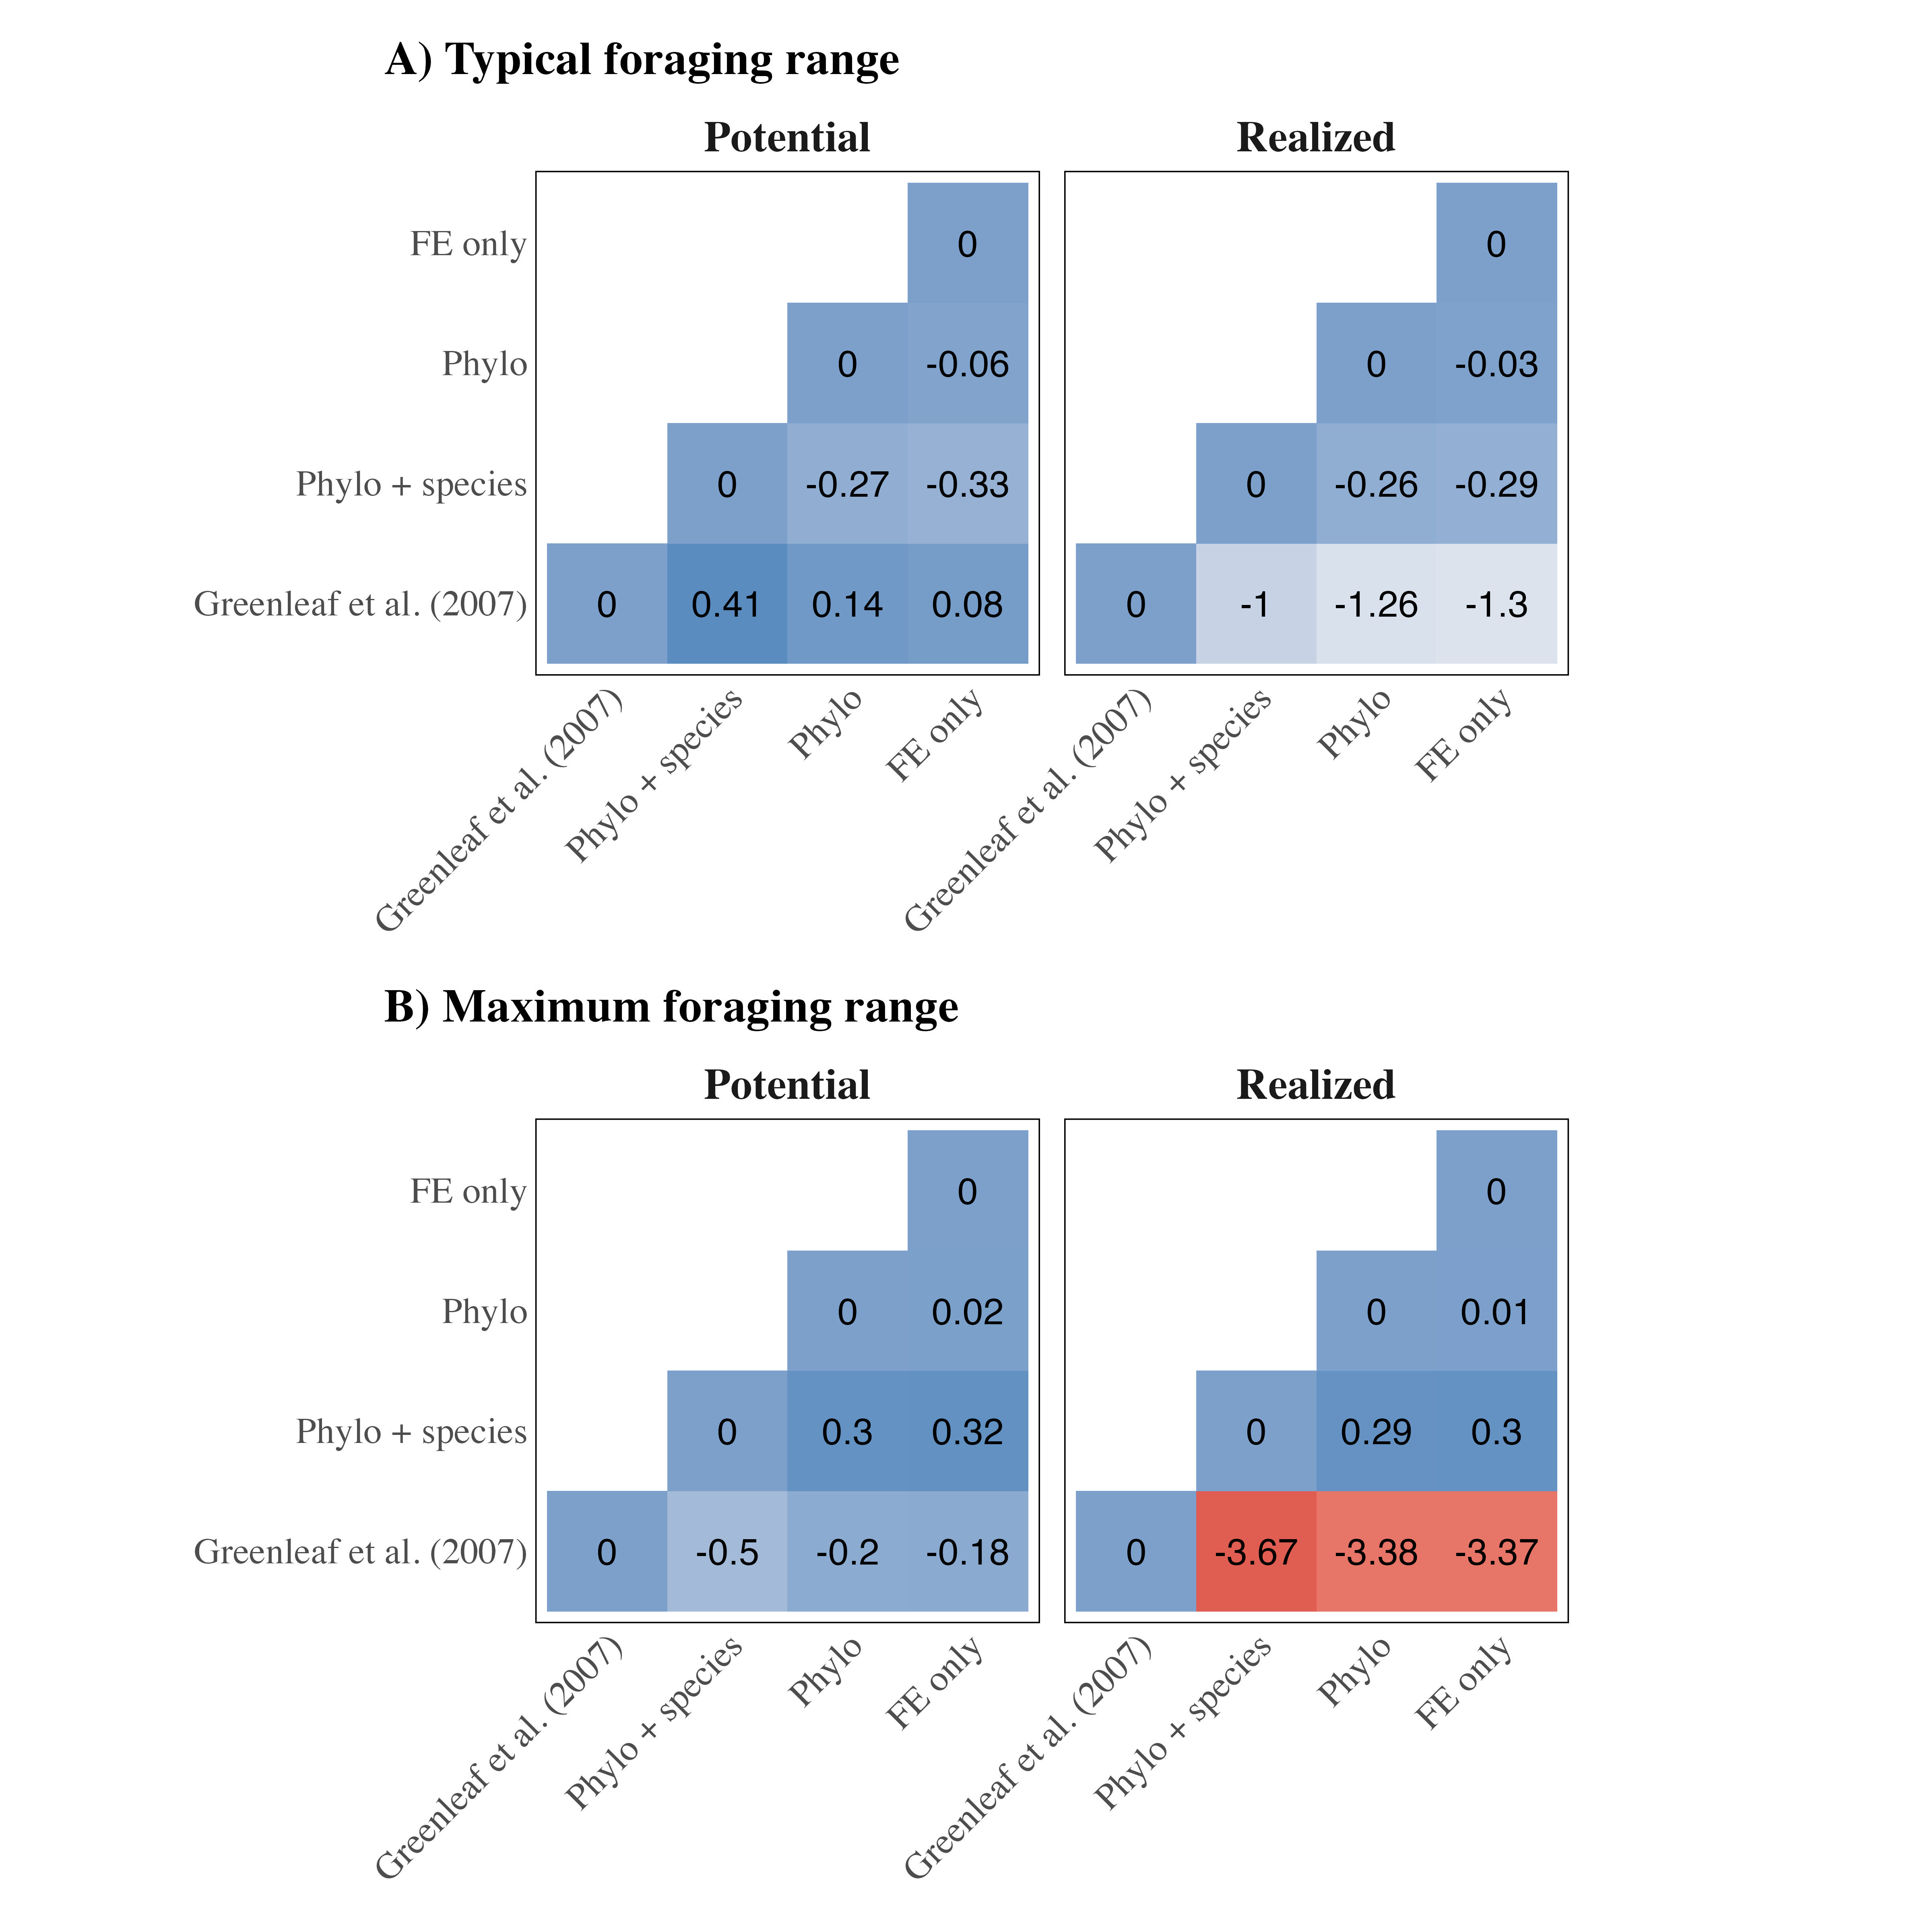 A) Typical foraging range
Potential Realized
FE only 0 0
Phylo 0 -0.06 0 -0.03
Phylo + species 0 -0.27 -0.33 0 -0.26 -0.29
Greenleaf et al. (2007) 0 0.41 0.14 0.08 0 -1 -1.26 -1.3
Greenleaf et al. (2007) Phylo + species Phylo FE only Greenleaf et al. (2007) Phylo + species Phylo FE only
B) Maximum foraging range
Potential Realized
FE only 0 0
Phylo 0 0.02 0 0.01
Phylo + species 0 0.3 0.32 0 0.29 0.3
Greenleaf et al. (2007) 0 -0.5 -0.2 -0.18 0 -3.67 -3.38 -3.37
Greenleaf et al. (2007) Phylo + species Phylo FE only Greenleaf et al. (2007) Phylo + species Phylo FE only